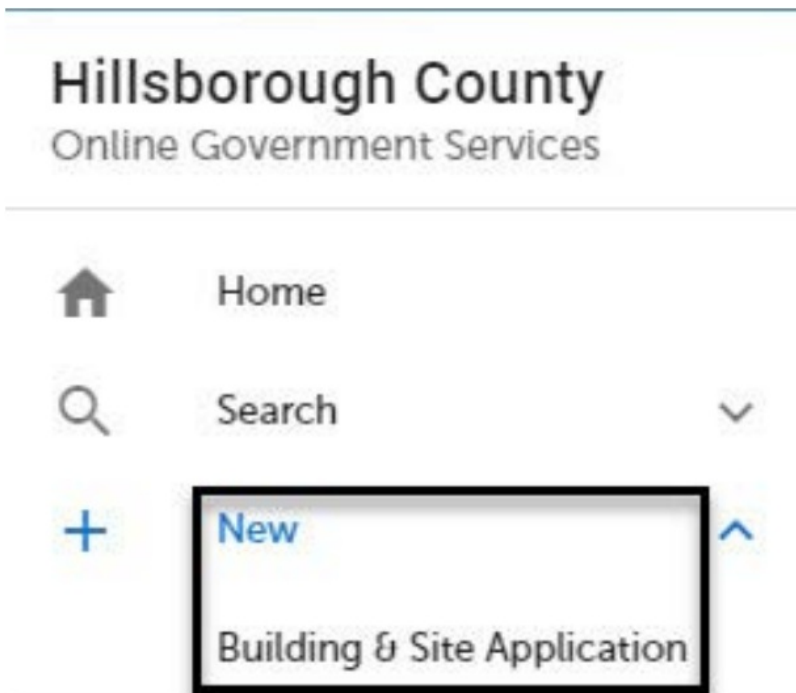 Hillsborough County
Online Government Services
Home
Search
New
Building & Site Application